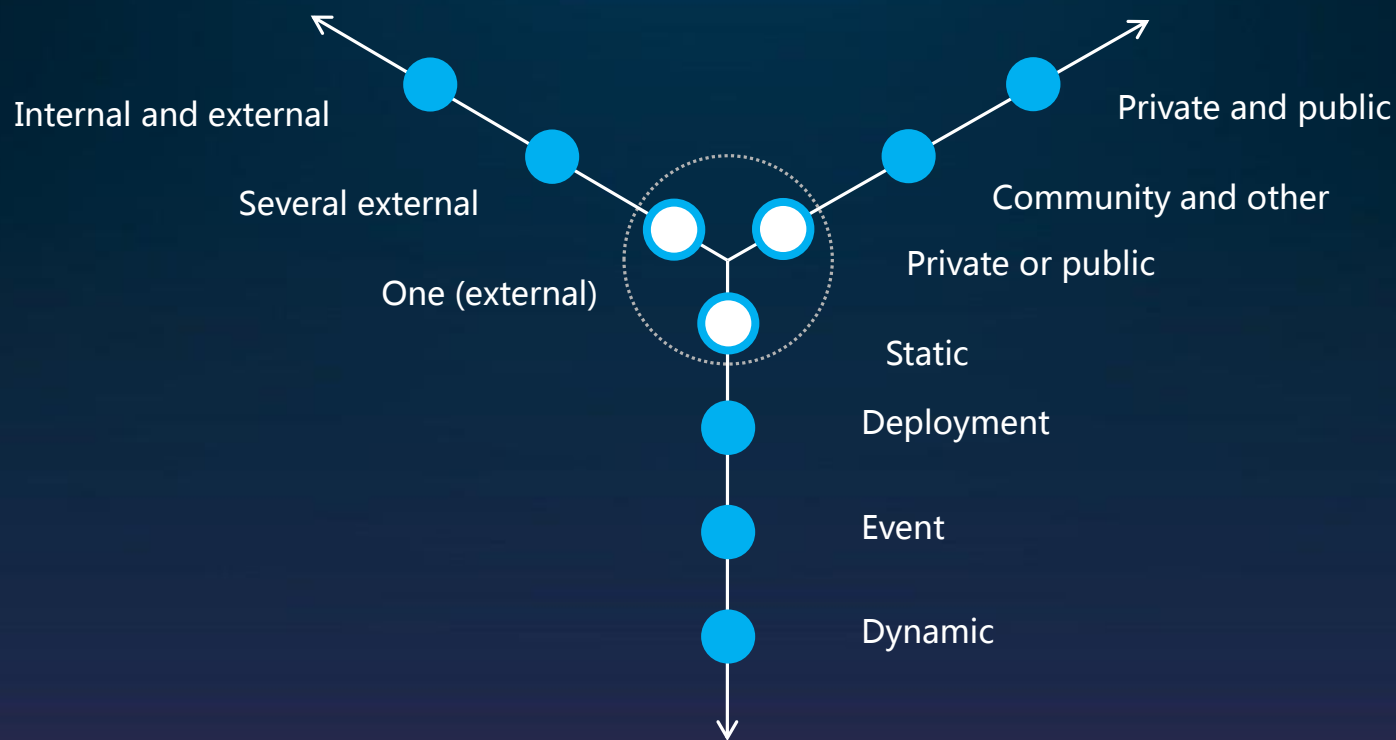 Internal and external
Private and public
Several external
Community and other
One (external)
Private or public
Static
Deployment
Event
Dynamic